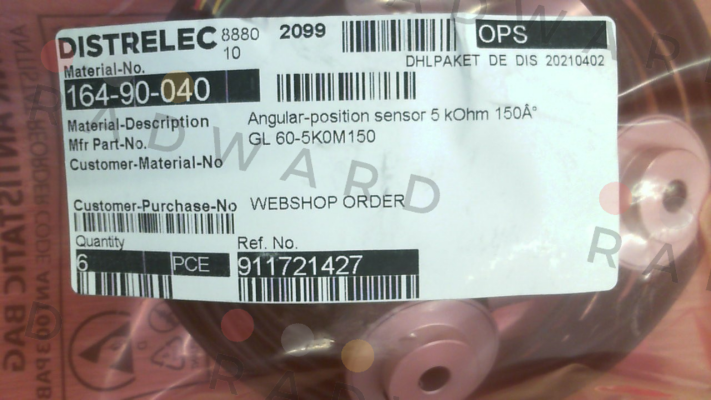 DISTRELEC 8880 2099 OPS
10
DHLPAKET DE DIS 20210402
Material-No.
164-90-040
Material-Description Angular-position sensor 5 kOhm 150Â°
Mfr Part-No. GL 60-5K0M150
Customer-Material-No
Customer-Purchase-No WEBSHOP ORDER
Quantity Ref. No.
6 PCE 911721427
RADWARD
RADWARD